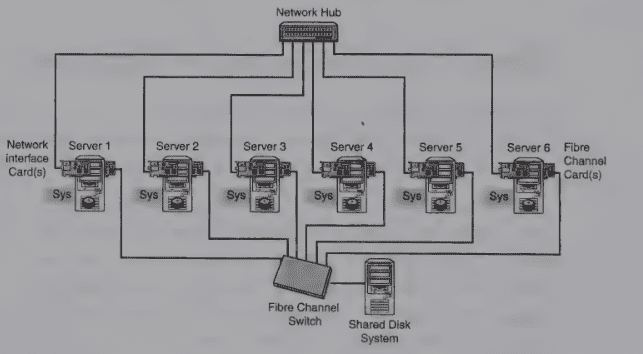 Network Hub
Network
interface
Card(s)
Server 1
Server 2
Server 3
Server 4
Server 5
Server 6
Fibre
Channel
Card(s)
Sys
Sys
Sys
Sys
Sys
Sys
Fibre Channel
Switch
Shared Disk
System